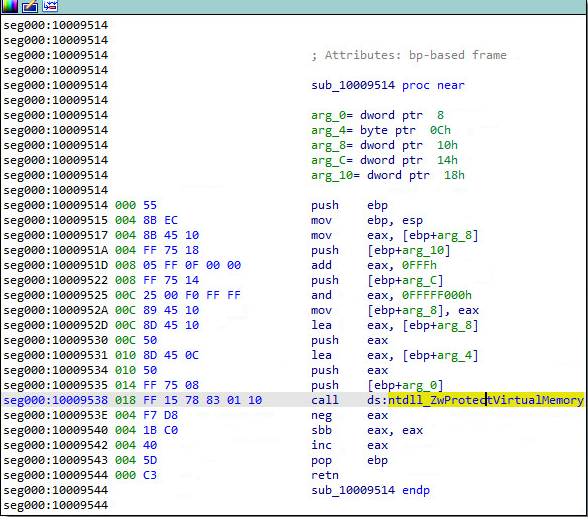 seg000:10009514
seg000:10009514
seg000:10009514 ; Attributes: bp-based frame
seg000:10009514
seg000:10009514 sub_10009514 proc near
seg000:10009514
seg000:10009514 arg_0= dword ptr 8
seg000:10009514 arg_4= byte ptr 0Ch
seg000:10009514 arg_8= dword ptr 10h
seg000:10009514 arg_C= dword ptr 14h
seg000:10009514 arg_10= dword ptr 18h
seg000:10009514
seg000:10009514 000 55 push ebp
seg000:10009515 004 8B EC mov ebp, esp
seg000:10009517 004 8B 45 10 mov eax, [ebp+arg_8]
seg000:1000951A 004 FF 75 18 push [ebp+arg_10]
seg000:1000951D 008 05 FF 0F 00 00 add eax, 0FFFh
seg000:10009522 008 FF 75 14 push [ebp+arg_C]
seg000:10009525 00C 25 00 F0 FF FF and eax, 0FFFFF000h
seg000:1000952A 00C 89 45 10 mov [ebp+arg_8], eax
seg000:1000952D 00C 8D 45 10 lea eax, [ebp+arg_8]
seg000:10009530 00C 50 push eax
seg000:10009531 010 8D 45 0C lea eax, [ebp+arg_4]
seg000:10009534 010 50 push eax
seg000:10009535 014 FF 75 08 push [ebp+arg_0]
seg000:10009538 018 FF 15 78 83 01 10 call ds:ntdll_ZwProtectVirtualMemory
seg000:1000953E 004 F7 D8 neg eax
seg000:10009540 004 1B C0 sbb eax, eax
seg000:10009542 004 40 inc eax
seg000:10009543 004 5D pop ebp
seg000:10009544 000 C3 retn
seg000:10009544 sub_10009514 endp
seg000:10009544